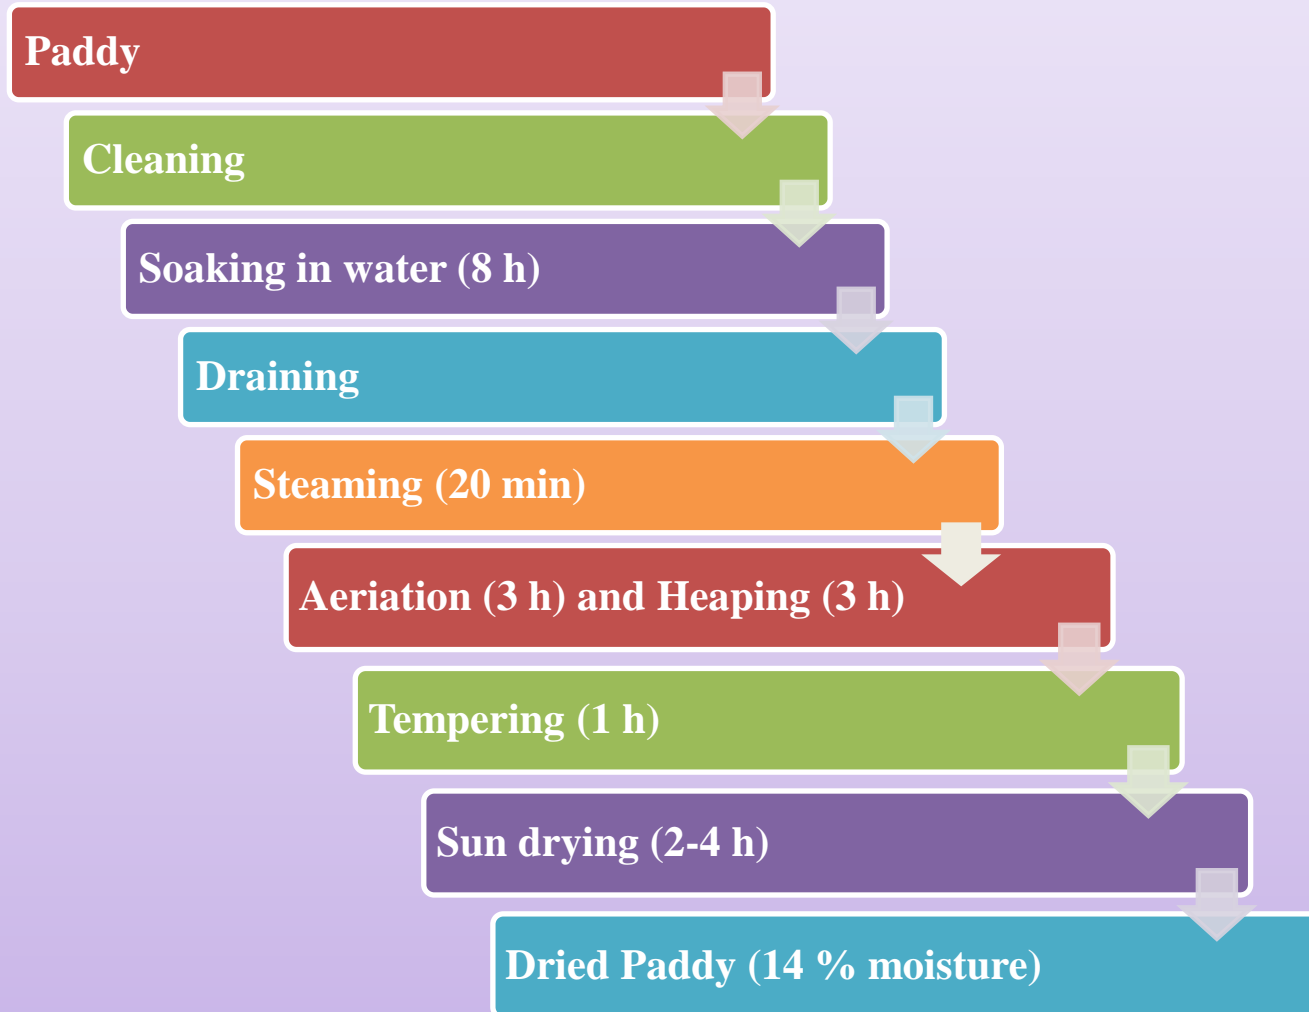 Paddy
Cleaning
Soaking in water (8 h)
Draining
Steaming (20 min)
Aeriation (3 h) and Heaping (3 h)
Tempering (1 h)
Sun drying (2-4 h)
Dried Paddy (14 % moisture)